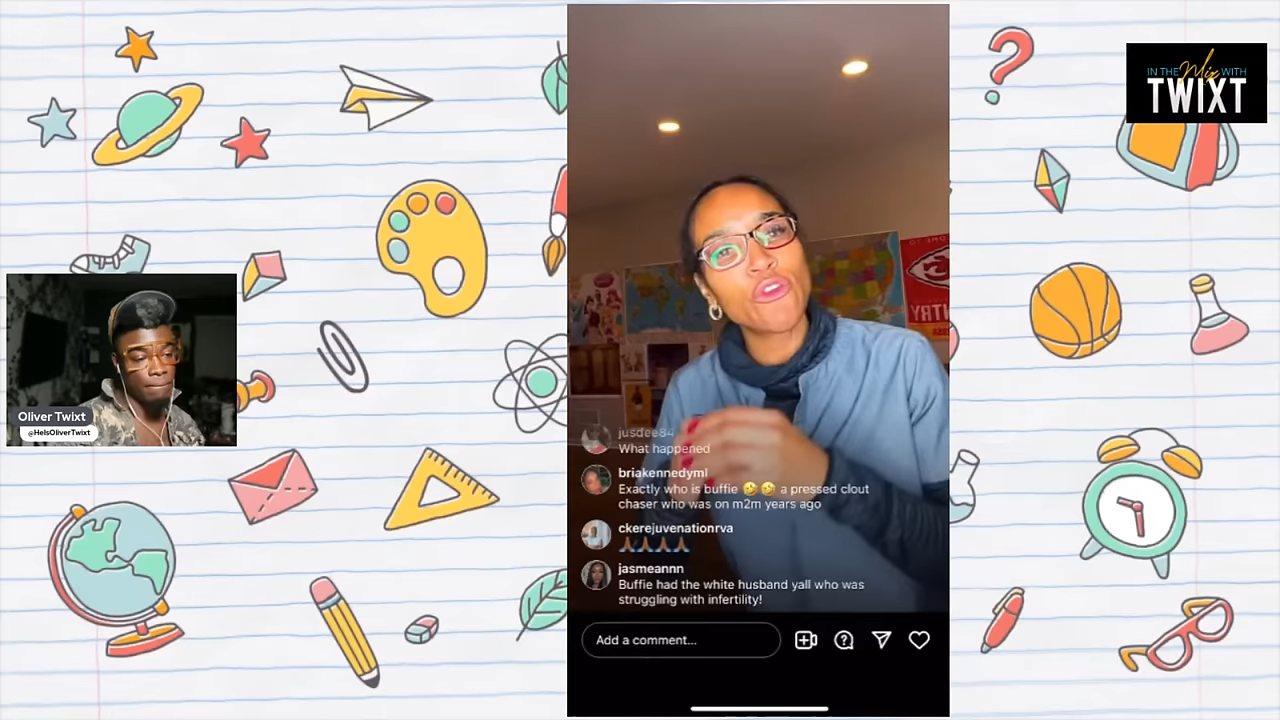 IN THE Mix WITH
TWIXT
Oliver Twixt
@HeIsOliverTwixt
jusdee84
What happened
briakennedyml
Exactly who is buffie 🤣 🤣 a pressed clout
chaser who was on m2m years ago
ckerejuvenationrva
🙏🏽🙏🏽🙏🏽🙏🏽
jasmeannn
Buffie had the white husband yall who was
struggling with infertility!
Add a comment...